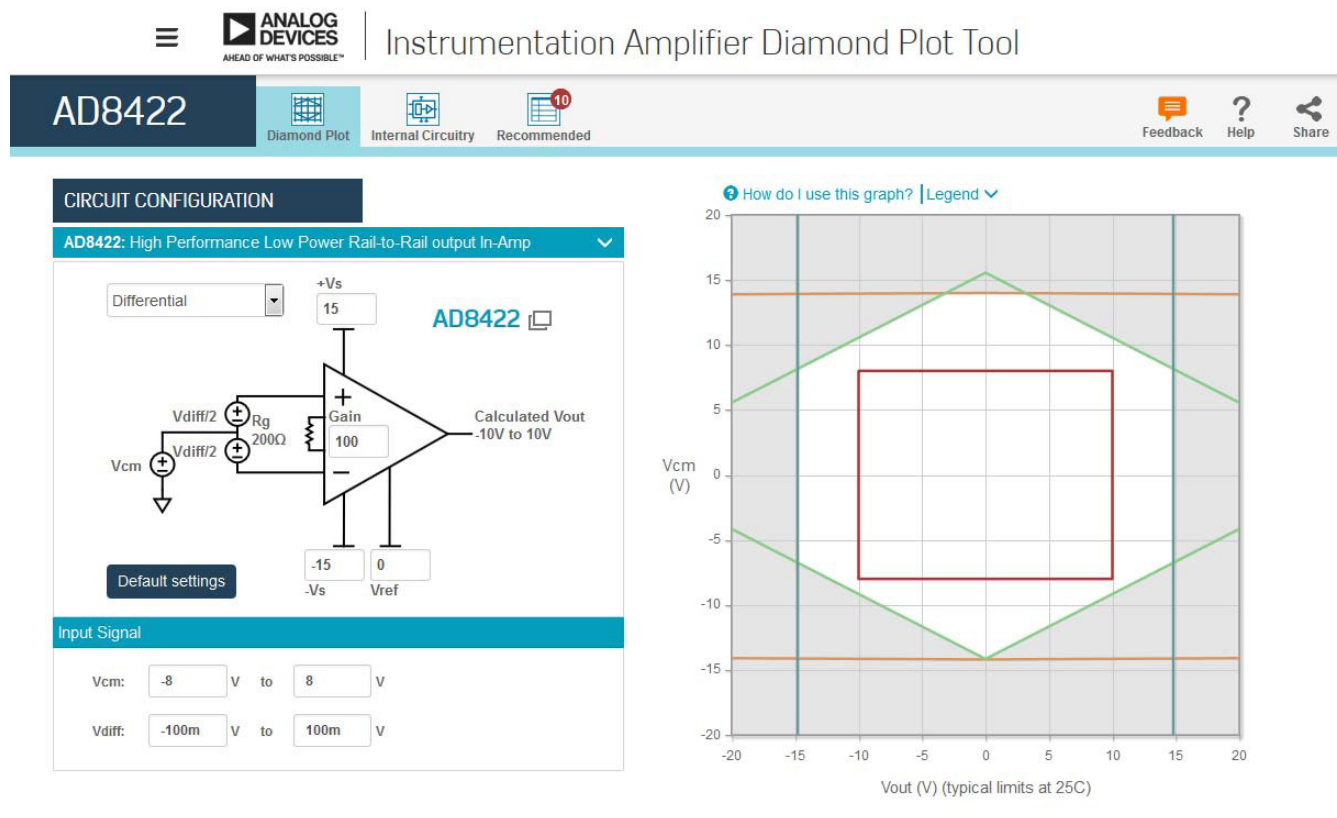 ANALOG
DEVICES
AHEAD OF WHAT'S POSSIBLE™
Instrumentation Amplifier Diamond Plot Tool
AD8422
Diamond Plot
Internal Circuitry
10
Recommended
Feedback
?
Help
Share
CIRCUIT CONFIGURATION
AD8422: High Performance Low Power Rail-to-Rail output In-Amp
Differential
+Vs
15
AD8422
Vdiff/2
Rg
200Ω
Gain
100
+
−
Vdiff/2
Vcm
Calculated Vout
-10V to 10V
-15
-Vs
0
Vref
Default settings
Input Signal
Vcm: -8 V to 8 V
Vdiff: -100m V to 100m V
? How do I use this graph? | Legend
20
15
10
5
0
-5
-10
-15
-20
Vcm
(V)
-20 -15 -10 -5 0 5 10 15 20
Vout (V) (typical limits at 25C)